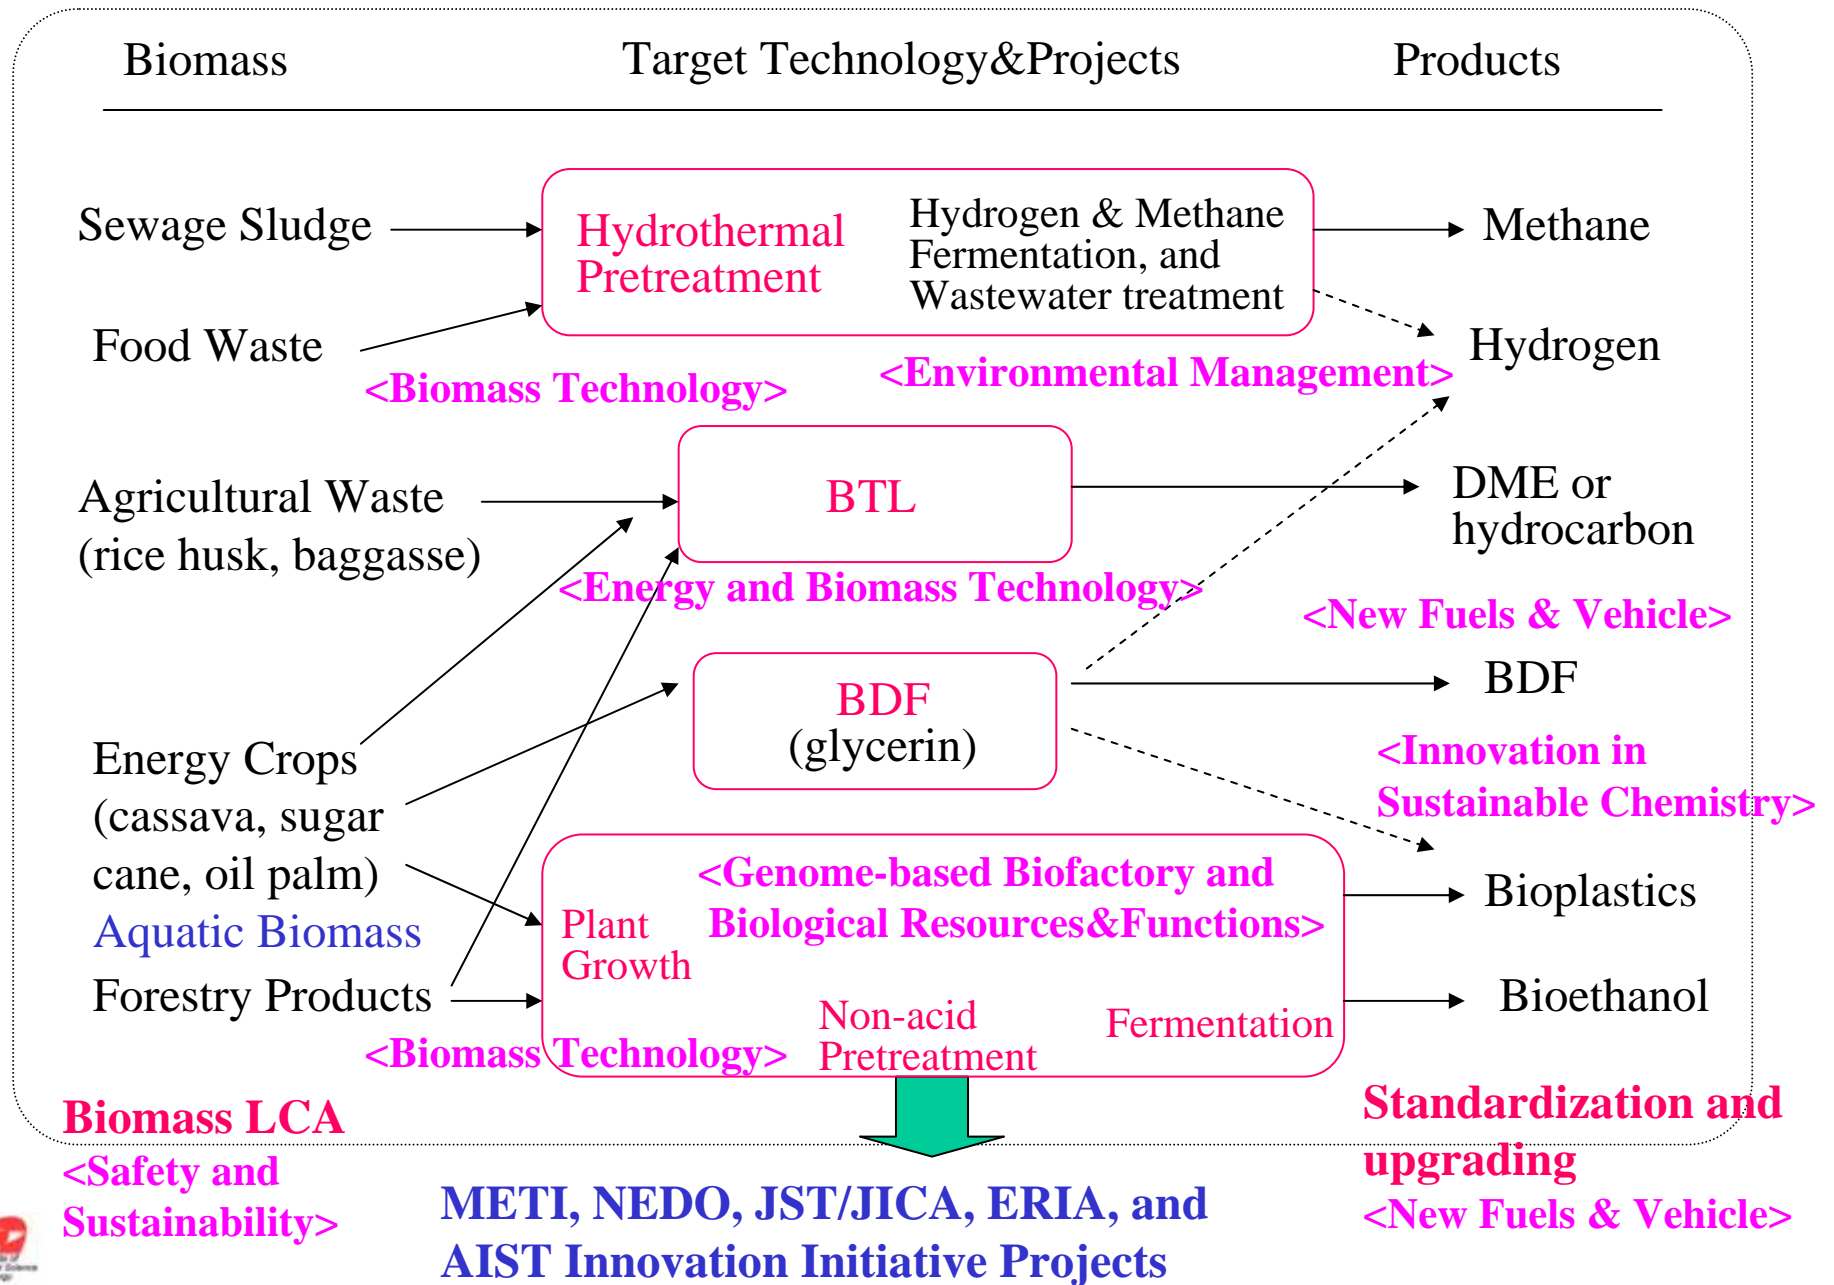 Biomass
Target Technology&Projects
Products
Sewage Sludge
Hydrothermal
Pretreatment
Hydrogen & Methane
Fermentation, and
Wastewater treatment
Methane
Food Waste
Hydrogen
<Biomass Technology>
<Environmental Management>
Agricultural Waste
(rice husk, baggasse)
BTL
DME or
hydrocarbon
<Energy and Biomass Technology>
<New Fuels & Vehicle>
BDF
(glycerin)
BDF
Energy Crops
(cassava, sugar
cane, oil palm)
<Innovation in
Sustainable Chemistry>
<Genome-based Biofactory and
Biological Resources&Functions>
Bioplastics
Aquatic Biomass
Plant
Growth
Forestry Products
Non-acid
Pretreatment
Fermentation
Bioethanol
<Biomass Technology>
Biomass LCA
<Safety and
Sustainability>
Standardization and
upgrading
<New Fuels & Vehicle>
METI, NEDO, JST/JICA, ERIA, and
AIST Innovation Initiative Projects